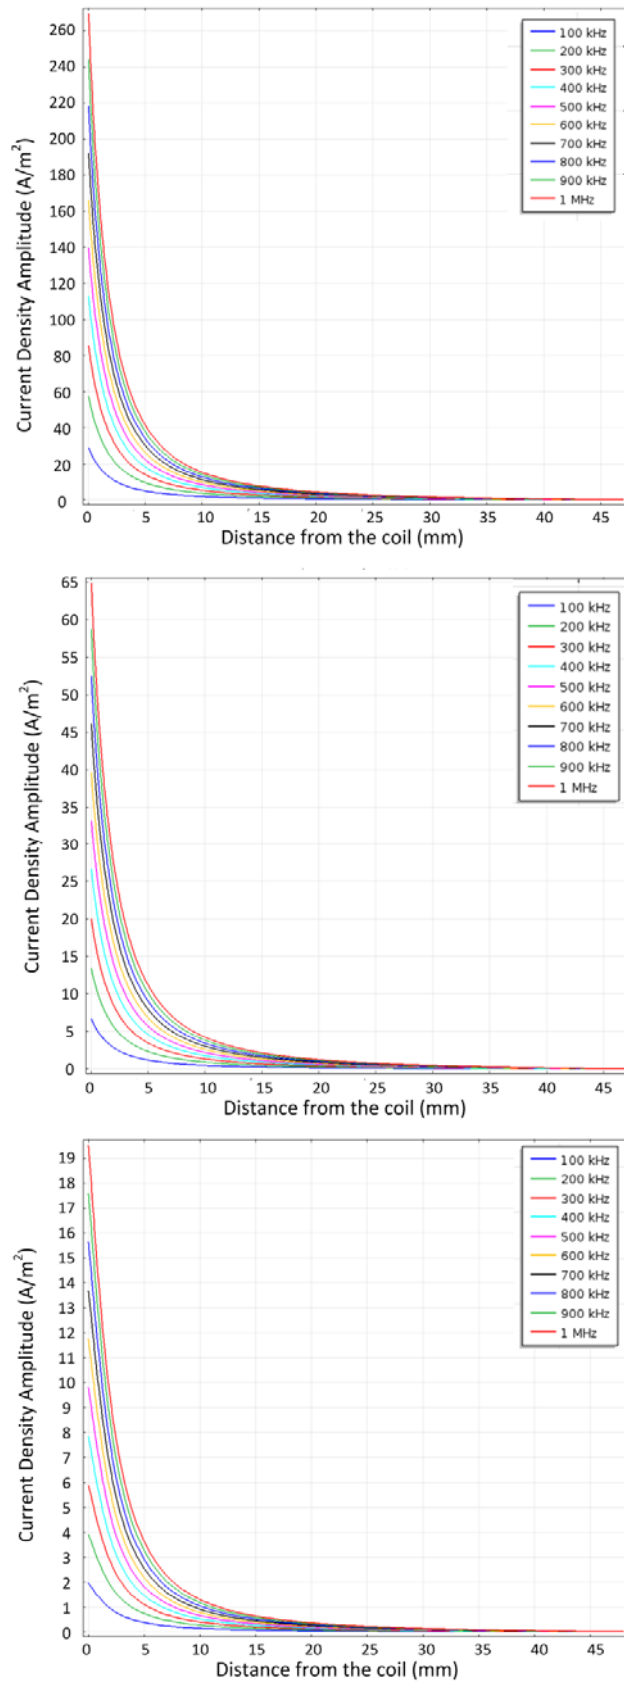 260
240
220
200
180
160
140
120
100
80
60
40
20
0
Current Density Amplitude (A/m²)
100 kHz
200 kHz
300 kHz
400 kHz
500 kHz
600 kHz
700 kHz
800 kHz
900 kHz
1 MHz
0 5 10 15 20 25 30 35 40 45
Distance from the coil (mm)
65
60
55
50
45
40
35
30
25
20
15
10
5
0
Current Density Amplitude (A/m²)
100 kHz
200 kHz
300 kHz
400 kHz
500 kHz
600 kHz
700 kHz
800 kHz
900 kHz
1 MHz
0 5 10 15 20 25 30 35 40 45
Distance from the coil (mm)
19
18
17
16
15
14
13
12
11
10
9
8
7
6
5
4
3
2
1
0
Current Density Amplitude (A/m²)
100 kHz
200 kHz
300 kHz
400 kHz
500 kHz
600 kHz
700 kHz
800 kHz
900 kHz
1 MHz
0 5 10 15 20 25 30 35 40 45
Distance from the coil (mm)